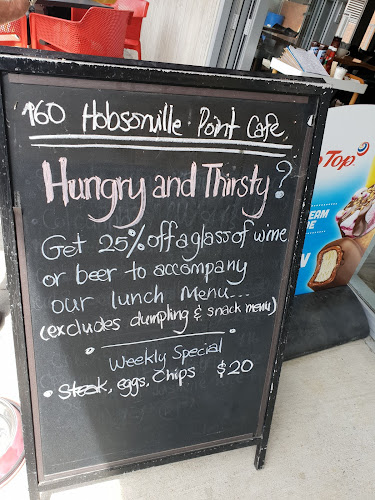 160 Hobsonville Point Cafe,
Hungry and Thirsty?
Get 25% off a glass of wine
or beer to accompany
our lunch Menu...
(excludes dumpling & snack menu)
Weekly Special
• Steak, eggs, Chips $20
Top